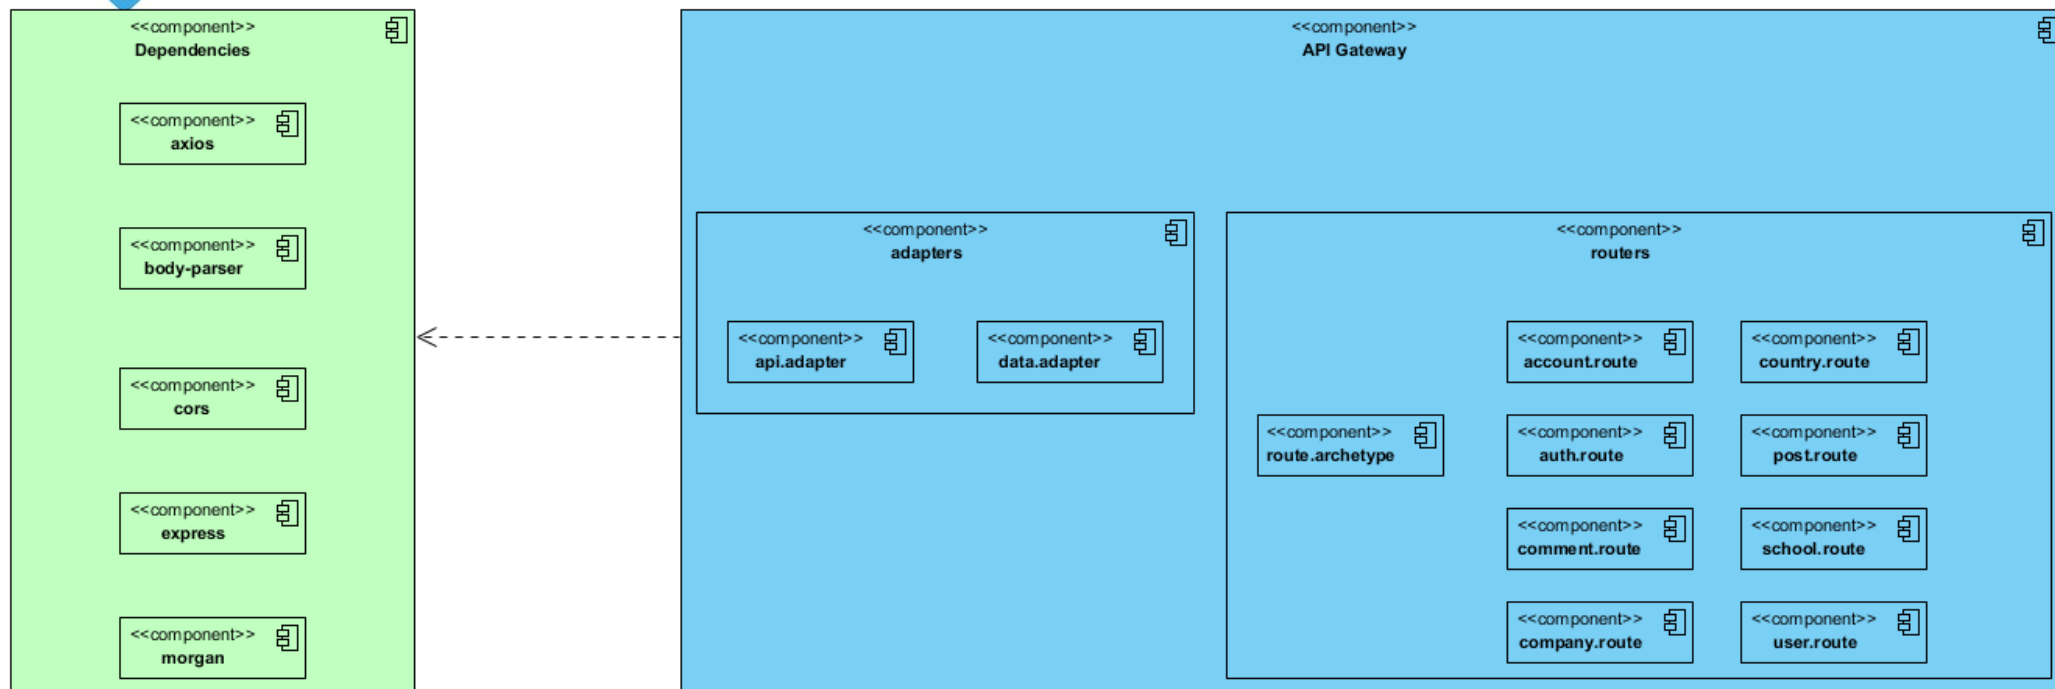 <<component>>
Dependencies
<<component>>
axios
<<component>>
body-parser
<<component>>
cors
<<component>>
express
<<component>>
morgan
<<component>>
API Gateway
<<component>>
adapters
<<component>>
api.adapter
<<component>>
data.adapter
<<component>>
routers
<<component>>
route.archetype
<<component>>
account.route
<<component>>
country.route
<<component>>
auth.route
<<component>>
post.route
<<component>>
comment.route
<<component>>
school.route
<<component>>
company.route
<<component>>
user.route